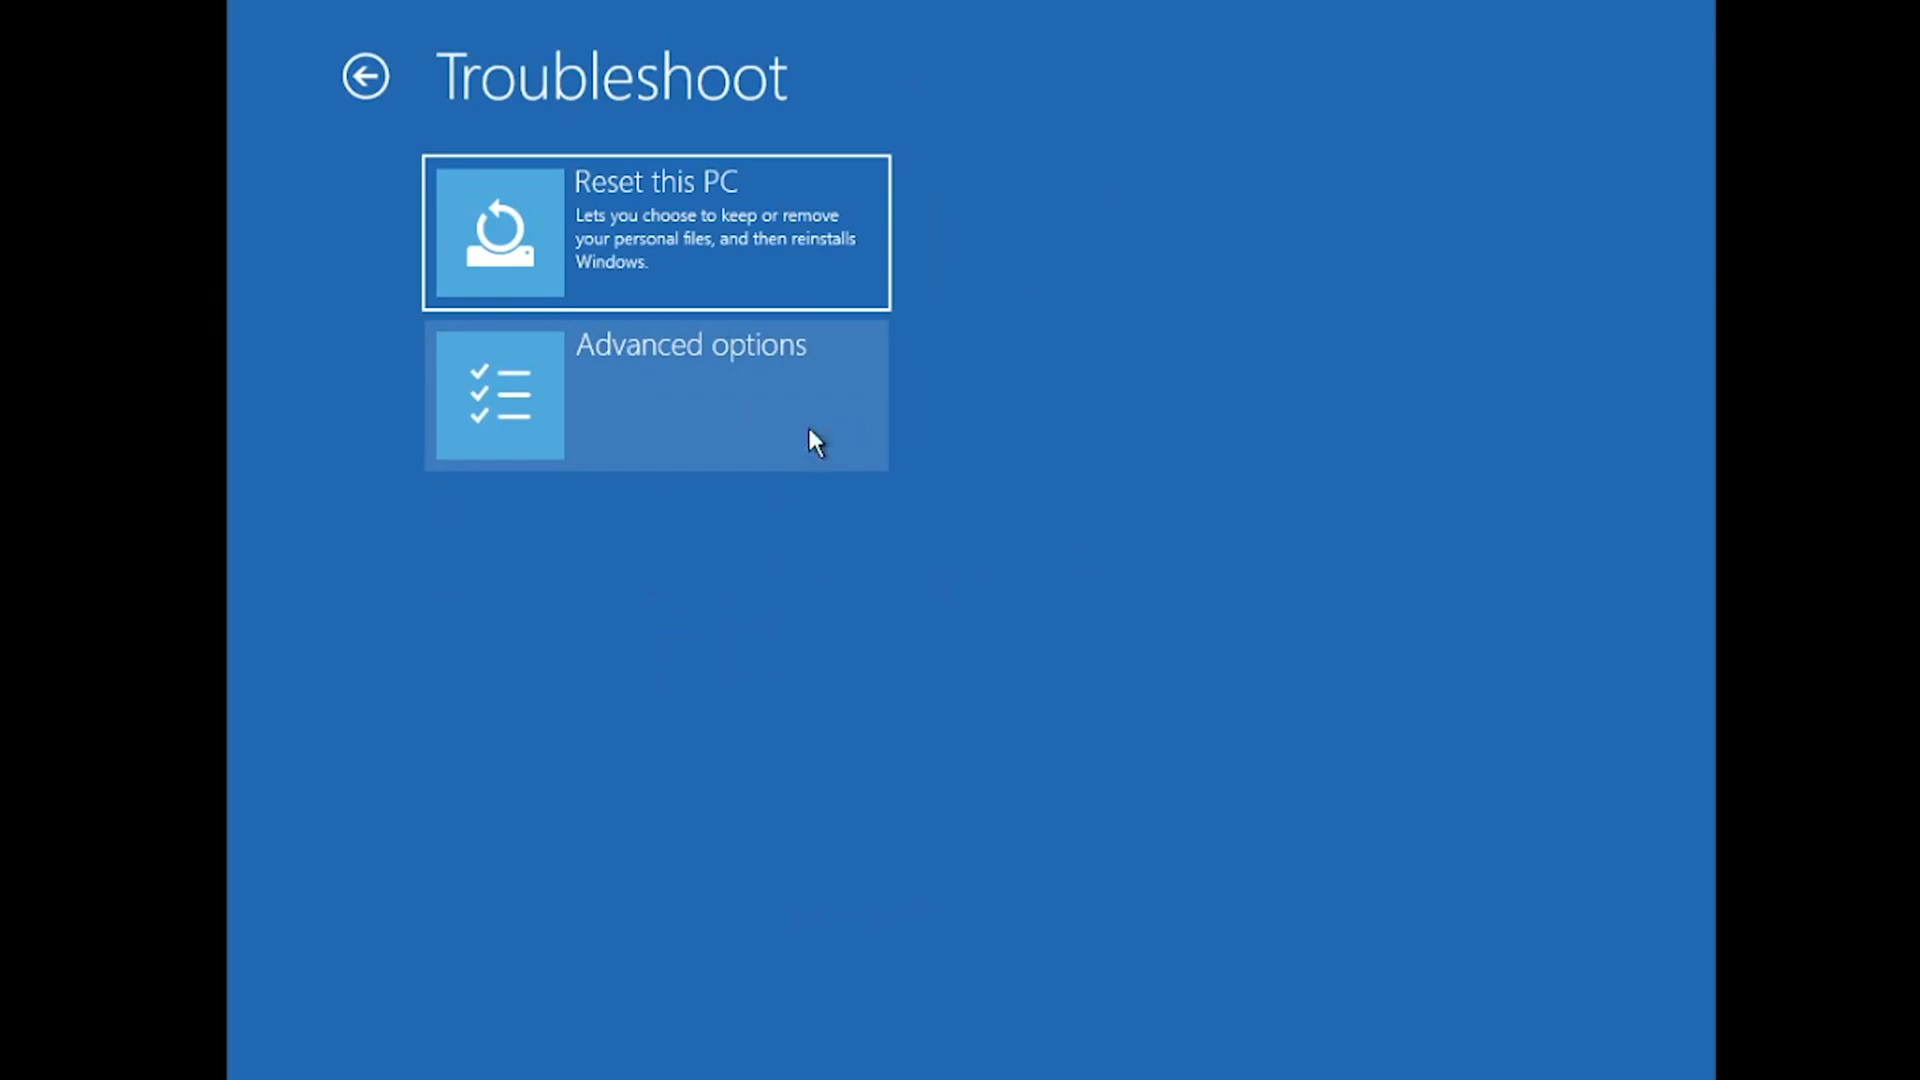 Troubleshoot
Reset this PC
Lets you choose to keep or remove
your personal files, and then reinstalls
Windows.
Advanced options